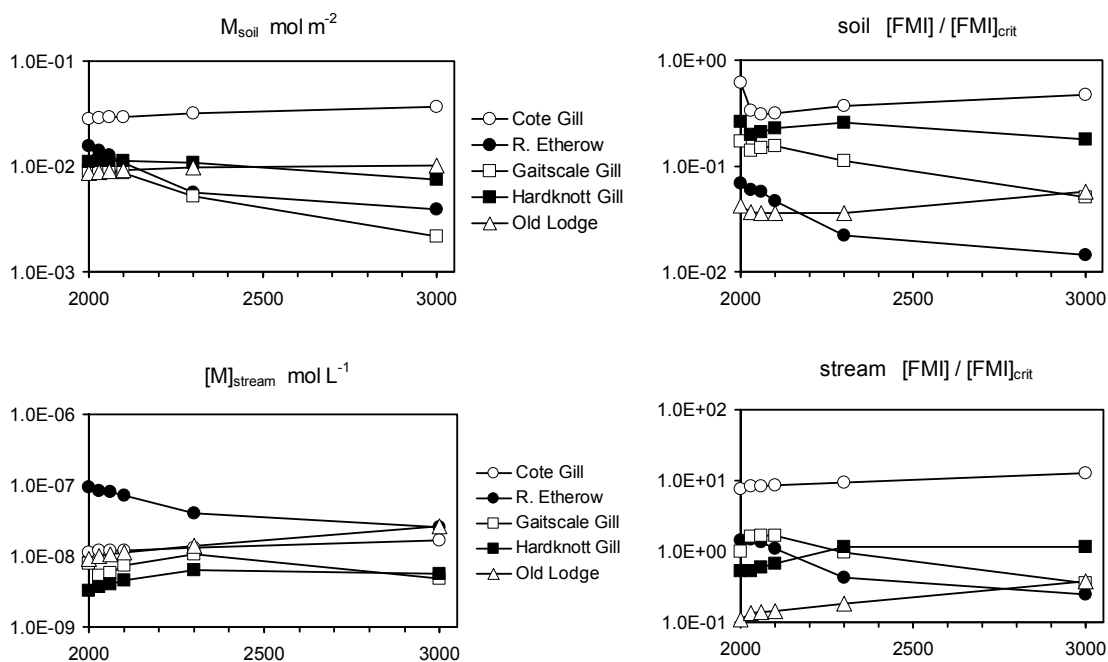 M_soil mol m⁻²
1.0E-01
1.0E-02
1.0E-03
2000 2500 3000
Cote Gill
R. Etherow
Gaitscale Gill
Hardknott Gill
Old Lodge
soil [FMI] / [FMI]crit
1.0E+00
1.0E-01
1.0E-02
2000 2500 3000
[M]stream mol L⁻¹
1.0E-06
1.0E-07
1.0E-08
1.0E-09
2000 2500 3000
Cote Gill
R. Etherow
Gaitscale Gill
Hardknott Gill
Old Lodge
stream [FMI] / [FMI]crit
1.0E+02
1.0E+01
1.0E+00
1.0E-01
2000 2500 3000